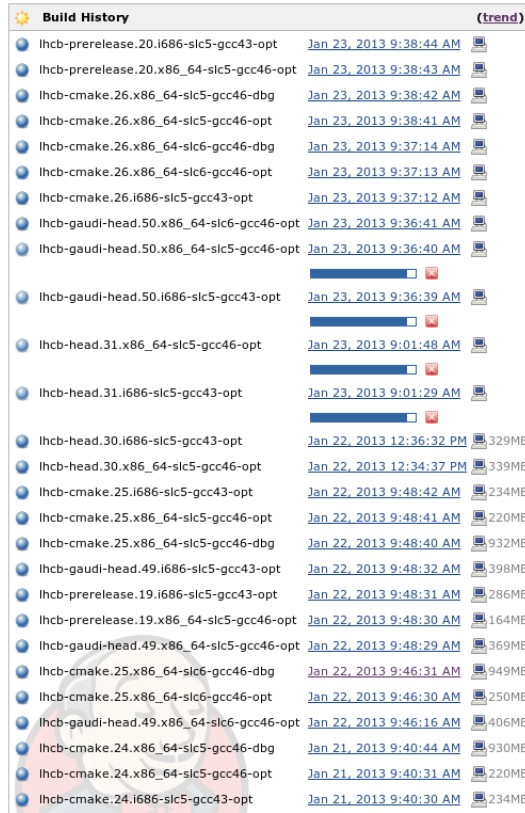 Build History (trend)
lhcb-prerelease.20.i686-slc5-gcc43-opt Jan 23, 2013 9:38:44 AM
lhcb-prerelease.20.x86_64-slc5-gcc46-opt Jan 23, 2013 9:38:43 AM
lhcb-cmake.26.x86_64-slc5-gcc46-dbg Jan 23, 2013 9:38:42 AM
lhcb-cmake.26.x86_64-slc5-gcc46-opt Jan 23, 2013 9:38:41 AM
lhcb-cmake.26.x86_64-slc6-gcc46-dbg Jan 23, 2013 9:37:14 AM
lhcb-cmake.26.x86_64-slc6-gcc46-opt Jan 23, 2013 9:37:13 AM
lhcb-cmake.26.i686-slc5-gcc43-opt Jan 23, 2013 9:37:12 AM
lhcb-gaudi-head.50.x86_64-slc6-gcc46-opt Jan 23, 2013 9:36:41 AM
lhcb-gaudi-head.50.x86_64-slc5-gcc46-opt Jan 23, 2013 9:36:40 AM
lhcb-gaudi-head.50.i686-slc5-gcc43-opt Jan 23, 2013 9:36:39 AM
lhcb-head.31.x86_64-slc5-gcc46-opt Jan 23, 2013 9:01:48 AM
lhcb-head.31.i686-slc5-gcc43-opt Jan 23, 2013 9:01:29 AM
lhcb-head.30.i686-slc5-gcc43-opt Jan 22, 2013 12:36:32 PM 329MB
lhcb-head.30.x86_64-slc5-gcc46-opt Jan 22, 2013 12:34:37 PM 339MB
lhcb-cmake.25.i686-slc5-gcc43-opt Jan 22, 2013 9:48:42 AM 234MB
lhcb-cmake.25.x86_64-slc5-gcc46-opt Jan 22, 2013 9:48:41 AM 220MB
lhcb-cmake.25.x86_64-slc5-gcc46-dbg Jan 22, 2013 9:48:40 AM 932MB
lhcb-gaudi-head.49.i686-slc5-gcc43-opt Jan 22, 2013 9:48:32 AM 398MB
lhcb-prerelease.19.i686-slc5-gcc43-opt Jan 22, 2013 9:48:31 AM 286MB
lhcb-prerelease.19.x86_64-slc5-gcc46-opt Jan 22, 2013 9:48:30 AM 164MB
lhcb-gaudi-head.49.x86_64-slc5-gcc46-opt Jan 22, 2013 9:48:29 AM 369MB
lhcb-cmake.25.x86_64-slc6-gcc46-dbg Jan 22, 2013 9:46:31 AM 949MB
lhcb-cmake.25.x86_64-slc6-gcc46-opt Jan 22, 2013 9:46:30 AM 250MB
lhcb-gaudi-head.49.x86_64-slc6-gcc46-opt Jan 22, 2013 9:46:16 AM 406MB
lhcb-cmake.24.x86_64-slc5-gcc46-dbg Jan 21, 2013 9:40:44 AM 930MB
lhcb-cmake.24.x86_64-slc5-gcc46-opt Jan 21, 2013 9:40:31 AM 220MB
lhcb-cmake.24.i686-slc5-gcc43-opt Jan 21, 2013 9:40:30 AM 234MB